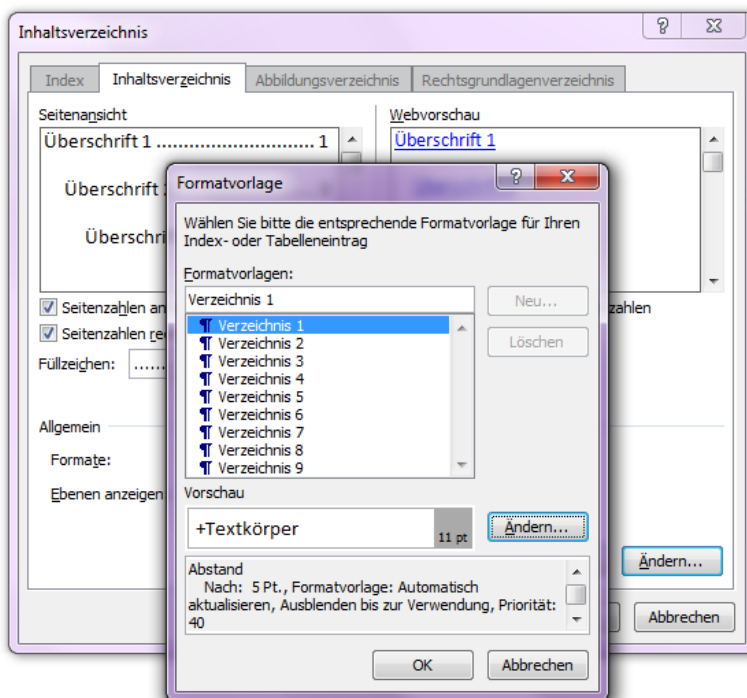 Inhaltsverzeichnis
Index Inhaltsverzeichnis Abbildungsverzeichnis Rechtsgrundlagenverzeichnis
Seitenansicht Webvorschau
Überschrift 1 ............................. 1 Überschrift 1
Überschrift
Formatvorlage
Wählen Sie bitte die entsprechende Formatvorlage für Ihren
Index- oder Tabelleneintrag
Formatvorlagen:
Verzeichnis 1 Neu...
¶ Verzeichnis 1
¶ Verzeichnis 2 Löschen
¶ Verzeichnis 3
¶ Verzeichnis 4
¶ Verzeichnis 5
¶ Verzeichnis 6
¶ Verzeichnis 7
¶ Verzeichnis 8
¶ Verzeichnis 9
Vorschau
+Textkörper 11 pt Ändern...
Abstand
Nach: 5 Pt., Formatvorlage: Automatisch
aktualisieren, Ausblenden bis zur Verwendung, Priorität:
40
OK Abbrechen
Überschri
Seitenzahlen an zahlen
Seitenzahlen re
Füllzeichen: ......
Allgemein
Formate:
Ebenen anzeigen
Ändern...
Abbrechen